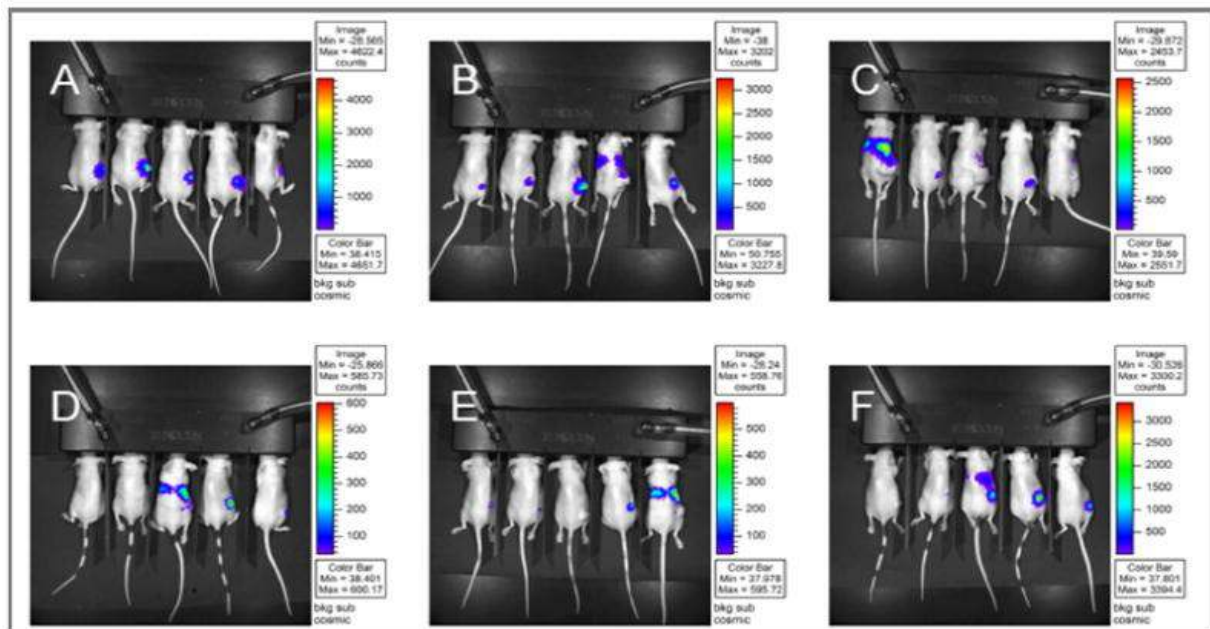 A
Image
Min = -28.565
Max = 4622.4
counts
4000
3000
2000
1000
Color Bar
Min = 38.415
Max = 4651.7
bkg sub
cosmic
B
Image
Min = -38
Max = 3202
counts
3000
2500
2000
1500
1000
500
Color Bar
Min = 50.755
Max = 3227.8
bkg sub
cosmic
C
Image
Min = -29.672
Max = 2453.7
counts
2500
2000
1500
1000
500
Color Bar
Min = 39.59
Max = 2551.7
bkg sub
cosmic
D
Image
Min = -25.866
Max = 585.73
counts
600
500
400
300
200
100
Color Bar
Min = 38.401
Max = 600.17
bkg sub
cosmic
E
Image
Min = -28.24
Max = 558.76
counts
500
400
300
200
100
Color Bar
Min = 37.978
Max = 595.72
bkg sub
cosmic
F
Image
Min = -30.526
Max = 3300.2
counts
3000
2500
2000
1500
1000
500
Color Bar
Min = 37.801
Max = 3394.4
bkg sub
cosmic